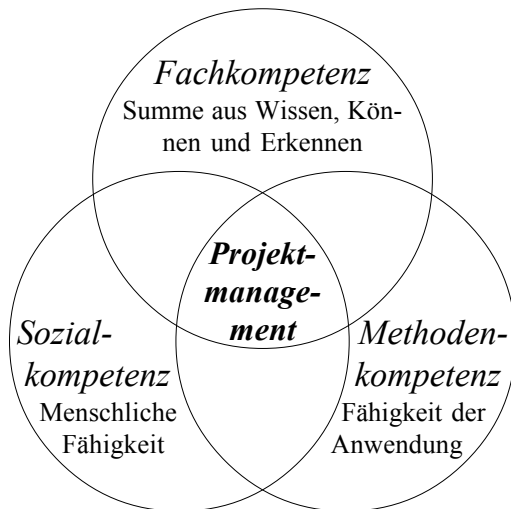 Fachkompetenz
Summe aus Wissen, Kön-
nen und Erkennen
Projekt-
manage-
ment
Sozial-
kompetenz
Menschliche
Fähigkeit
Methoden-
kompetenz
Fähigkeit der
Anwendung